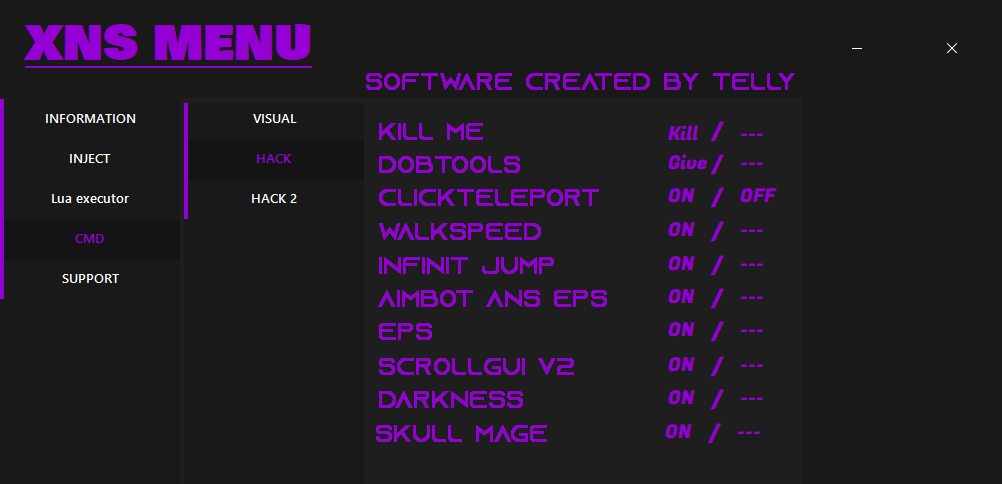 XNS MENU
SOFTWARE CREATED BY TELLY
INFORMATION
INJECT
Lua executor
CMD
SUPPORT
VISUAL
HACK
HACK 2
KILL ME Kill / ---
DOBTOOLS Give / ---
CLICKTELEPORT ON / OFF
WALKSPEED ON / ---
INFINIT JUMP ON / ---
AIMBOT ANS EPS ON / ---
EPS ON / ---
SCROLLGUI V2 ON / ---
DARKNESS ON / ---
SKULL MAGE ON / ---